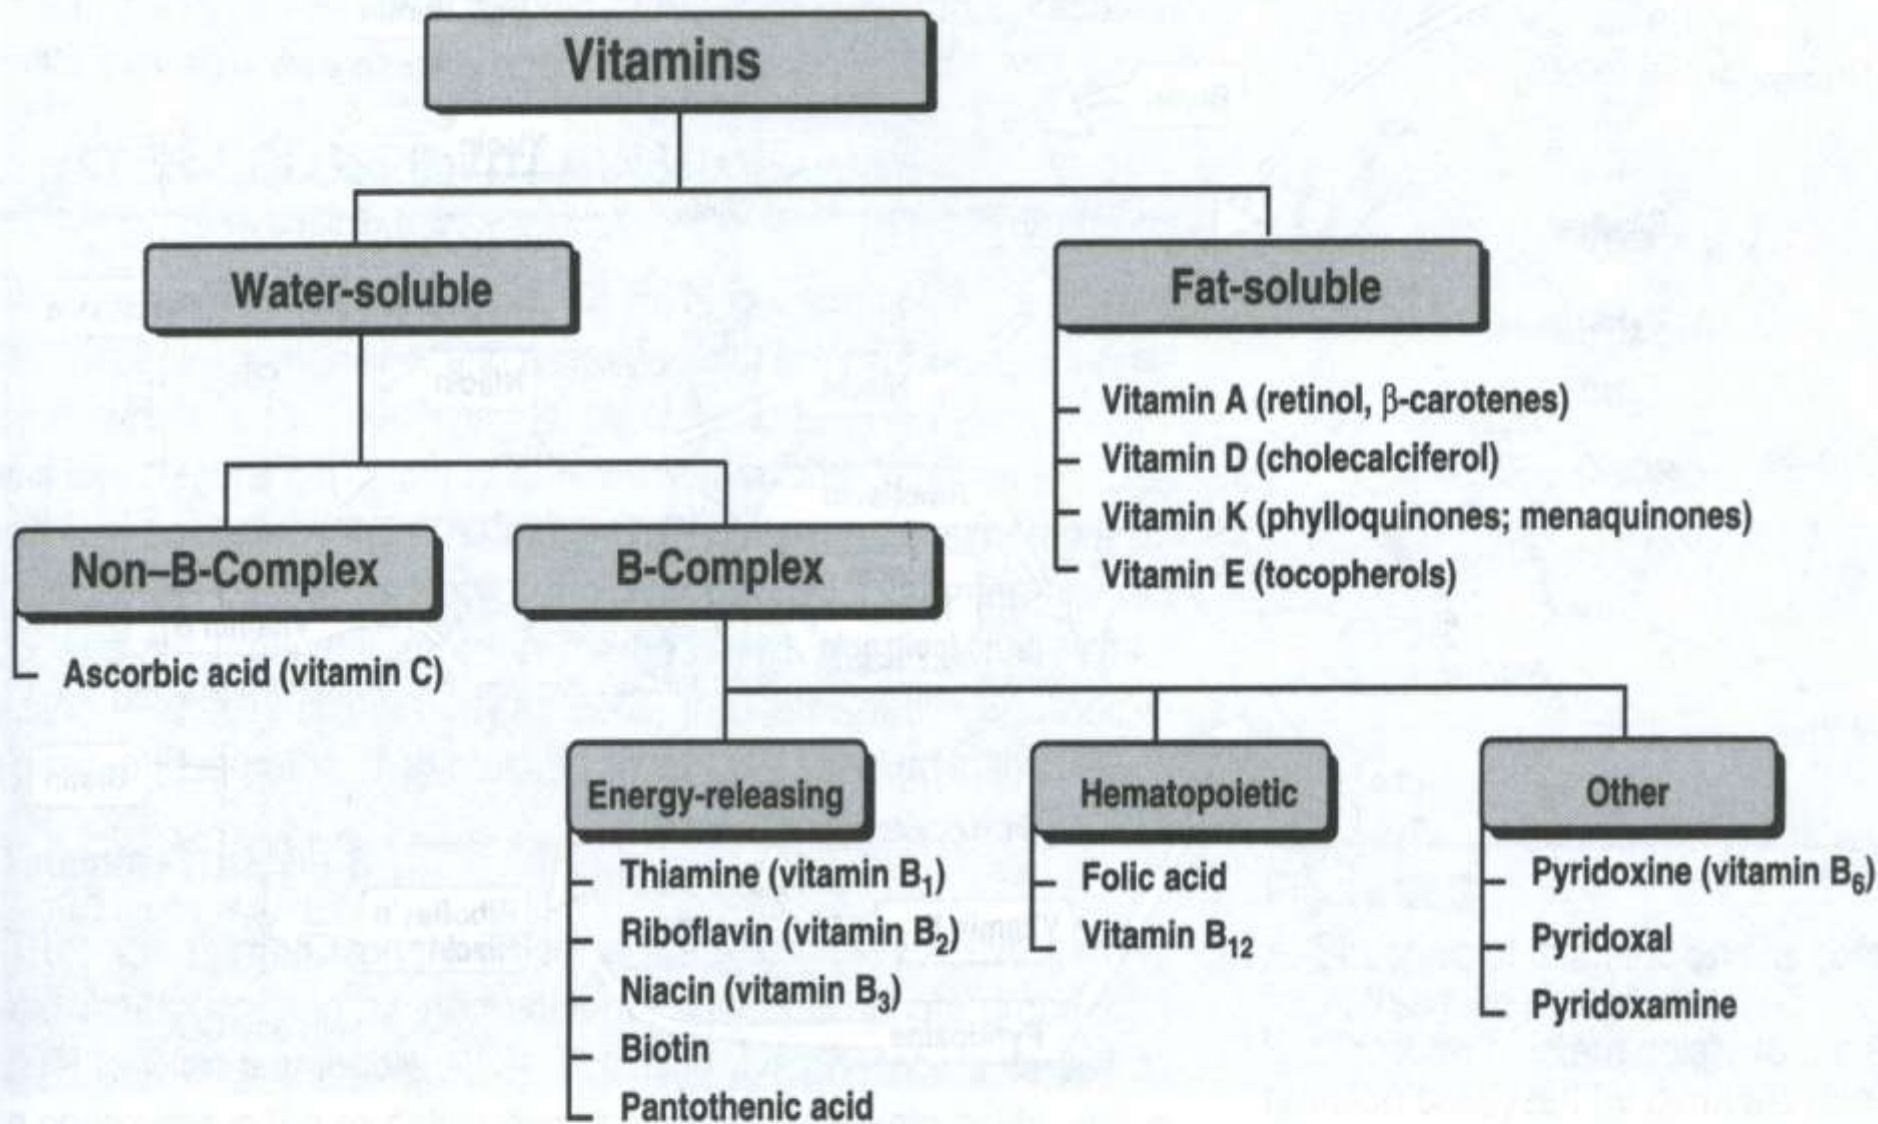 Vitamins
Water-soluble
Fat-soluble
Vitamin A (retinol, β-carotenes)
Vitamin D (cholecalciferol)
Vitamin K (phylloquinones; menaquinones)
Vitamin E (tocopherols)
Non–B-Complex
B-Complex
Ascorbic acid (vitamin C)
Energy-releasing
Hematopoietic
Other
Thiamine (vitamin B₁)
Riboflavin (vitamin B₂)
Niacin (vitamin B₃)
Biotin
Pantothenic acid
Folic acid
Vitamin B₁₂
Pyridoxine (vitamin B₆)
Pyridoxal
Pyridoxamine